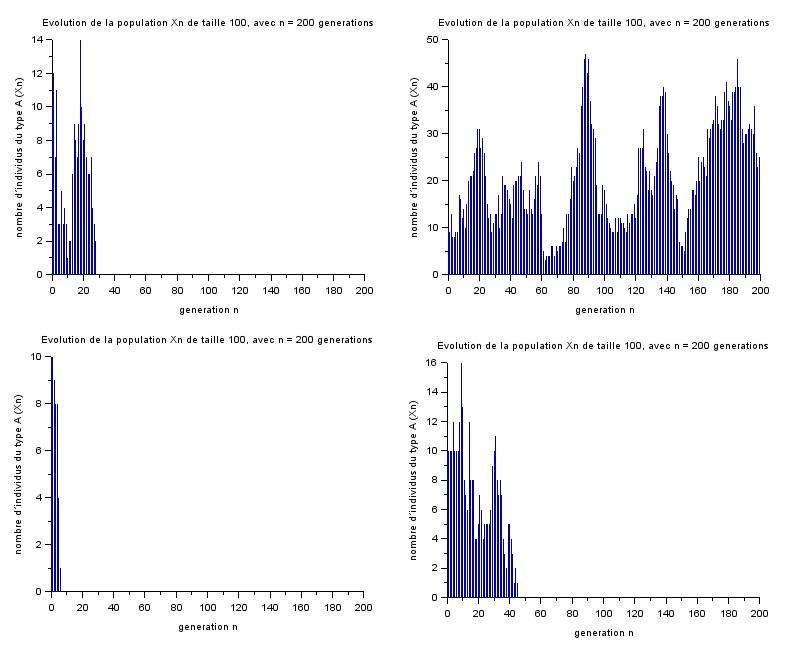 Evolution de la population Xn de taille 100, avec n = 200 generations
14
12
10
8
6
4
2
0
nombre d'individus du type A (Xn)
0 20 40 60 80 100 120 140 160 180 200
generation n
Evolution de la population Xn de taille 100, avec n = 200 generations
50
40
30
20
10
0
nombre d'individus du type A (Xn)
0 20 40 60 80 100 120 140 160 180 200
generation n
Evolution de la population Xn de taille 100, avec n = 200 generations
10
8
6
4
2
0
nombre d'individus du type A (Xn)
0 20 40 60 80 100 120 140 160 180 200
generation n
Evolution de la population Xn de taille 100, avec n = 200 generations
16
14
12
10
8
6
4
2
0
nombre d'individus du type A (Xn)
0 20 40 60 80 100 120 140 160 180 200
generation n